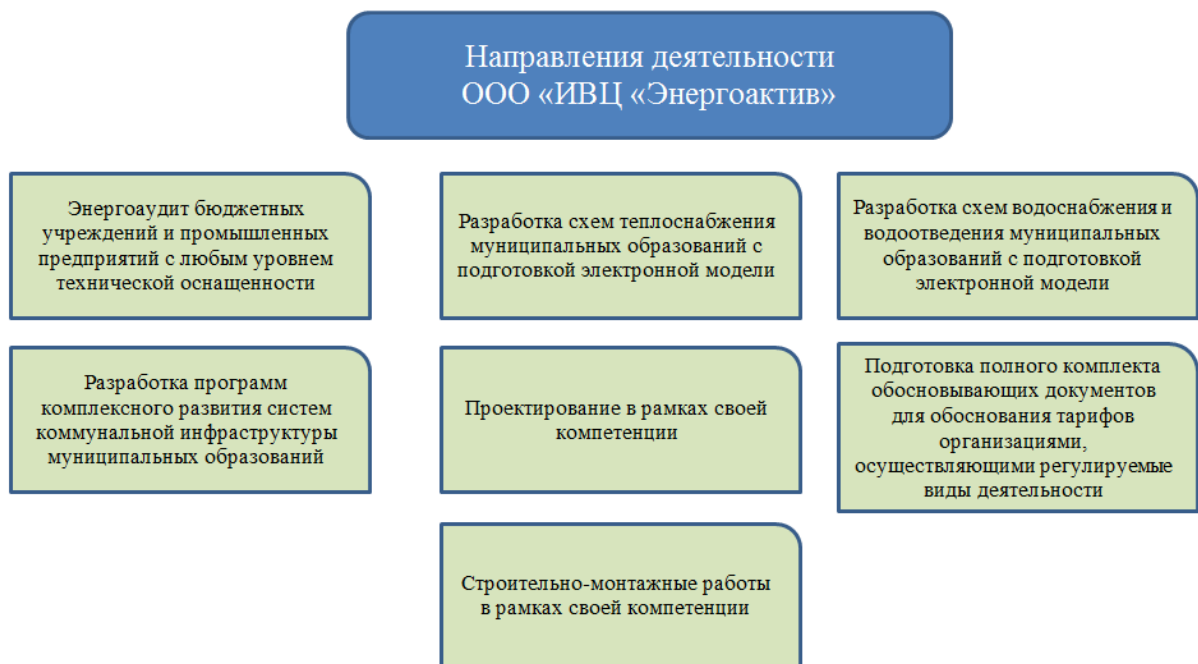 Направления деятельности
ООО «ИВЦ «Энергоактив»
Энергоаудит бюджетных
учреждений и промышленных
предприятий с любым уровнем
технической оснащенности
Разработка схем теплоснабжения
муниципальных образований с
подготовкой электронной модели
Разработка схем водоснабжения и
водоотведения муниципальных
образований с подготовкой
электронной модели
Разработка программ
комплексного развития систем
коммунальной инфраструктуры
муниципальных образований
Проектирование в рамках своей
компетенции
Подготовка полного комплекта
обосновывающих документов
для обоснования тарифов
организациями,
осуществляющими регулируемые
виды деятельности
Строительно-монтажные работы
в рамках своей компетенции